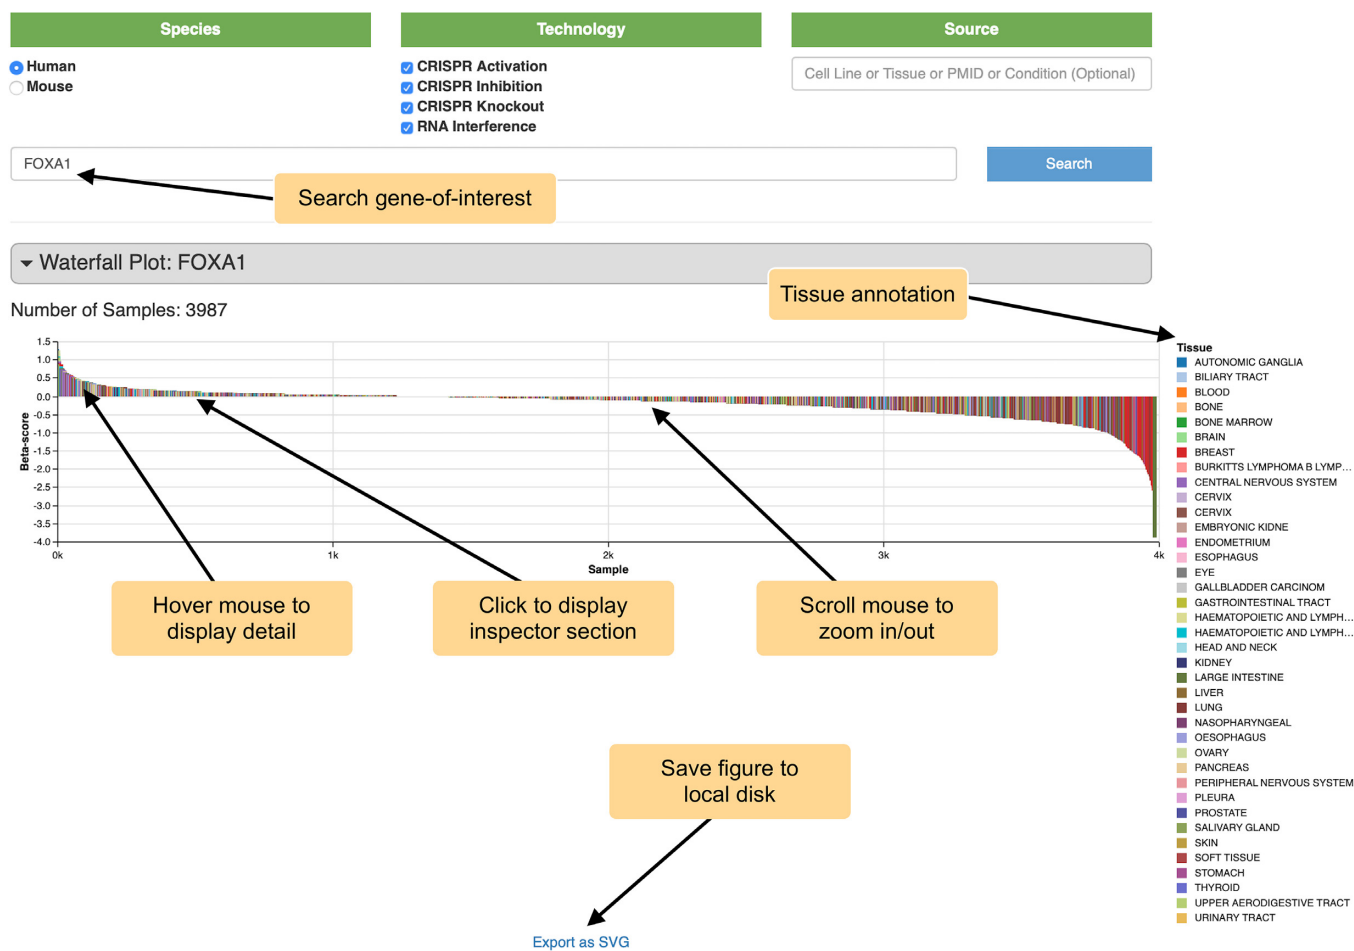 Species
Technology
Source
Human
Mouse
CRISPR Activation
CRISPR Inhibition
CRISPR Knockout
RNA Interference
Cell Line or Tissue or PMID or Condition (Optional)
FOXA1
Search
Search gene-of-interest
Waterfall Plot: FOXA1
Tissue annotation
Number of Samples: 3987
1.5
1.0
0.5
0.0
-0.5
-1.0
-1.5
-2.0
-2.5
-3.0
-3.5
-4.0
Beta-score
0k
1k
2k
3k
4k
Sample
Tissue
AUTONOMIC GANGLIA
BILIARY TRACT
BLOOD
BONE
BONE MARROW
BRAIN
BREAST
BURKITTS LYMPHOMA B LYMP...
CENTRAL NERVOUS SYSTEM
CERVIX
CERVIX
EMBRYONIC KIDNE
ENDOMETRIUM
ESOPHAGUS
EYE
GALLBLADDER CARCINOM
GASTROINTESTINAL TRACT
HAEMATOPOIETIC AND LYMPH...
HAEMATOPOIETIC AND LYMPH...
HEAD AND NECK
KIDNEY
LARGE INTESTINE
LIVER
LUNG
NASOPHARYNGEAL
OESOPHAGUS
OVARY
PANCREAS
PERIPHERAL NERVOUS SYSTEM
PLEURA
PROSTATE
SALIVARY GLAND
SKIN
SOFT TISSUE
STOMACH
THYROID
UPPER AERODIGESTIVE TRACT
URINARY TRACT
Hover mouse to
display detail
Click to display
inspector section
Scroll mouse to
zoom in/out
Save figure to
local disk
Export as SVG